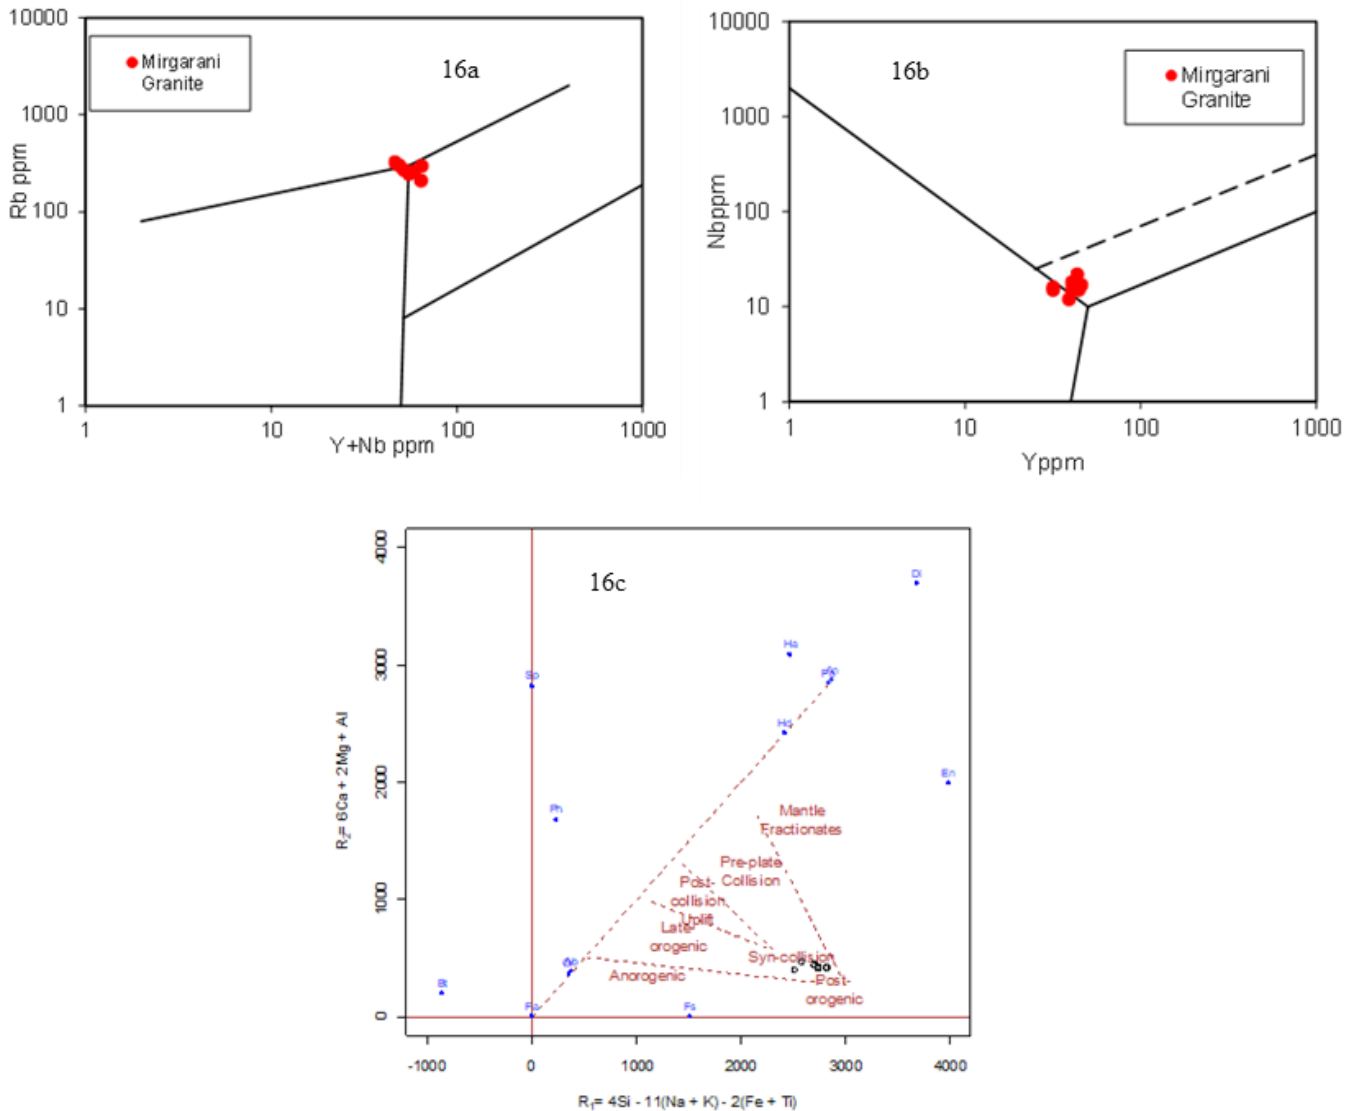 10000
1000
100
10
1
Rb ppm
Mirgarani
Granite
16a
1
10
100
1000
Y+Nb ppm
10000
1000
100
10
1
Nbppm
16b
Mirgarani
Granite
1
10
100
1000
Yppm
16c
4000
3000
2000
1000
0
R2= 6Ca + 2Mg + Al
Di
Ha
Sp
Hd
En
Ph
Mantle
Fractionates
Pre-plate
Collision
Post-
collision
Uplift
Late-
orogenic
Syn-collision
Anorogenic
Post-
orogenic
Bt
Fa
Fs
-1000
0
1000
2000
3000
4000
R1= 4Si - 11(Na + K) - 2(Fe + Ti)